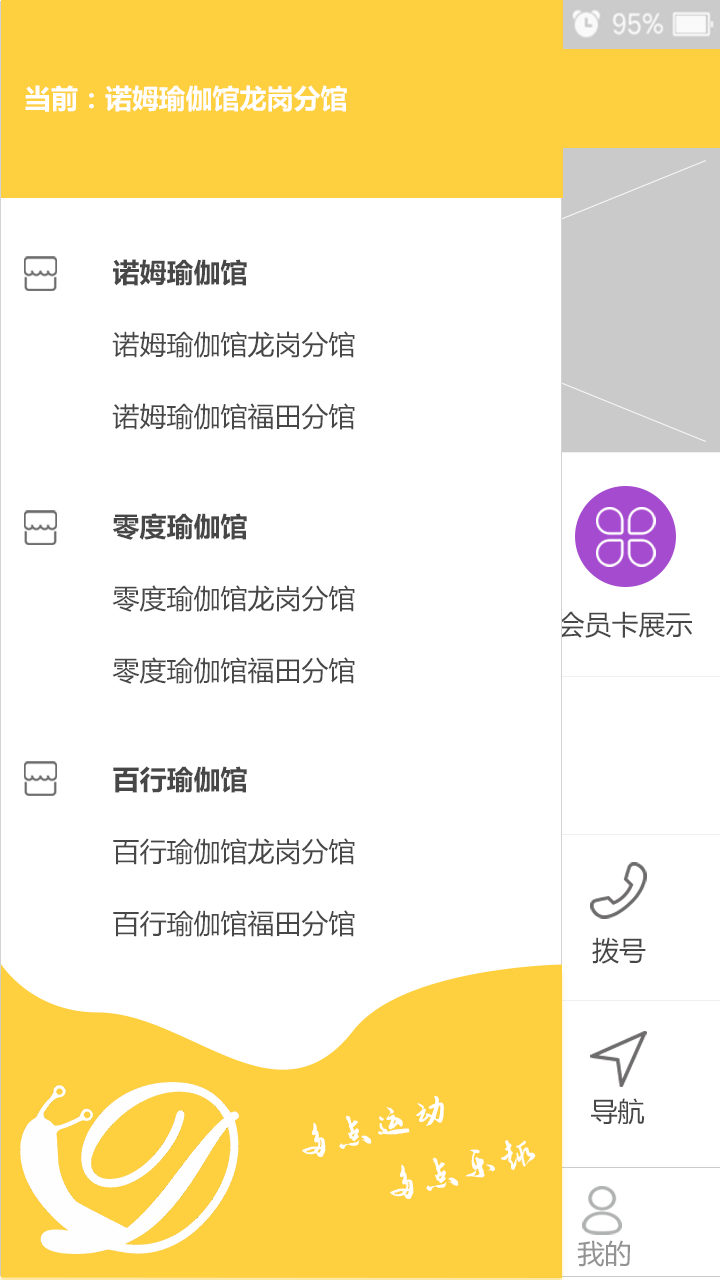 95%
当前：诺姆瑜伽馆龙岗分馆
诺姆瑜伽馆
诺姆瑜伽馆龙岗分馆
诺姆瑜伽馆福田分馆
零度瑜伽馆
零度瑜伽馆龙岗分馆
零度瑜伽馆福田分馆
百行瑜伽馆
百行瑜伽馆龙岗分馆
百行瑜伽馆福田分馆
会员卡展示
拨号
导航
多点运动
多点乐趣
我的